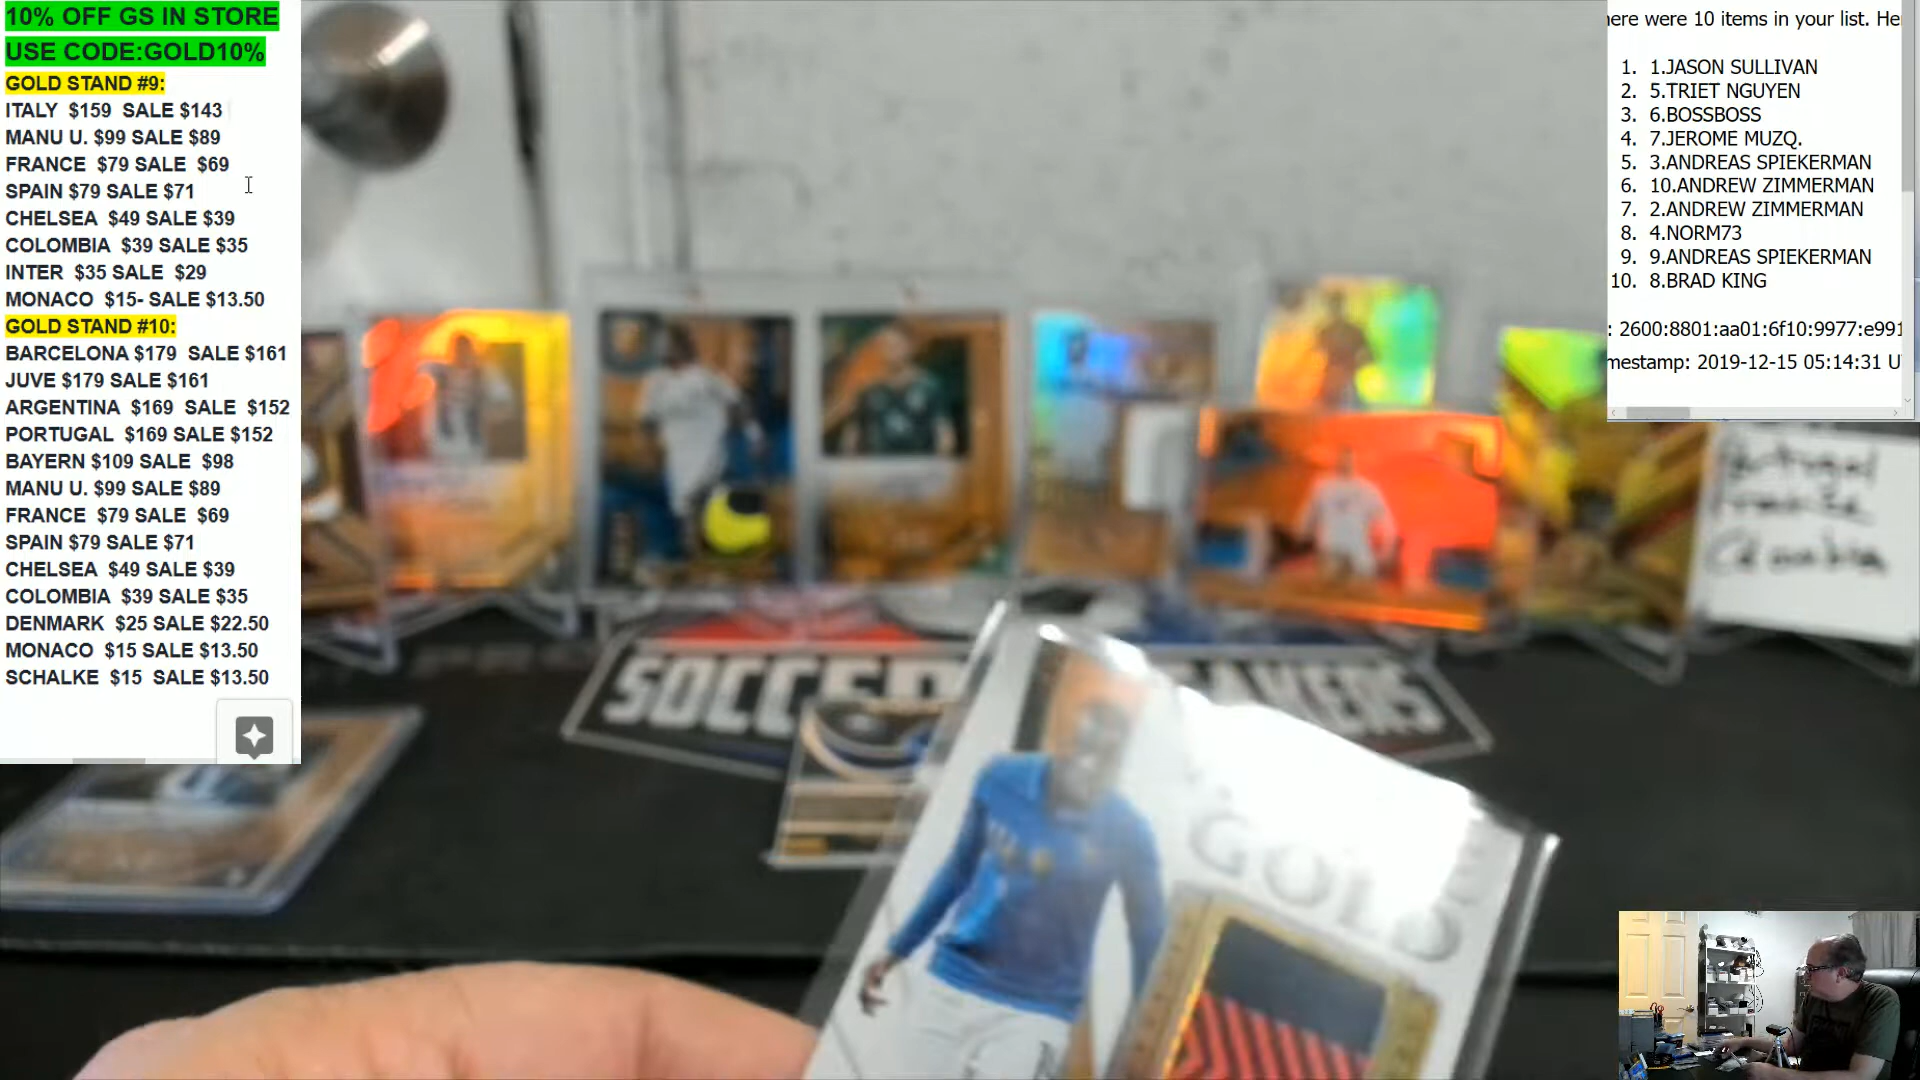 10% OFF GS IN STORE
USE CODE:GOLD10%
GOLD STAND #9:
ITALY $159 SALE $143
MANU U. $99 SALE $89
FRANCE $79 SALE $69
SPAIN $79 SALE $71
CHELSEA $49 SALE $39
COLOMBIA $39 SALE $35
INTER $35 SALE $29
MONACO $15- SALE $13.50
GOLD STAND #10:
BARCELONA $179 SALE $161
JUVE $179 SALE $161
ARGENTINA $169 SALE $152
PORTUGAL $169 SALE $152
BAYERN $109 SALE $98
MANU U. $99 SALE $89
FRANCE $79 SALE $69
SPAIN $79 SALE $71
CHELSEA $49 SALE $39
COLOMBIA $39 SALE $35
DENMARK $25 SALE $22.50
MONACO $15 SALE $13.50
SCHALKE $15 SALE $13.50
ere were 10 items in your list. He
1. 1.JASON SULLIVAN
2. 5.TRIET NGUYEN
3. 6.BOSSBOSS
4. 7.JEROME MUZQ.
5. 3.ANDREAS SPIEKERMAN
6. 10.ANDREW ZIMMERMAN
7. 2.ANDREW ZIMMERMAN
8. 4.NORM73
9. 9.ANDREAS SPIEKERMAN
10. 8.BRAD KING
: 2600:8801:aa01:6f10:9977:e991
mestamp: 2019-12-15 05:14:31 U
Portugal
France
Colombia
SOCCER
GOLD